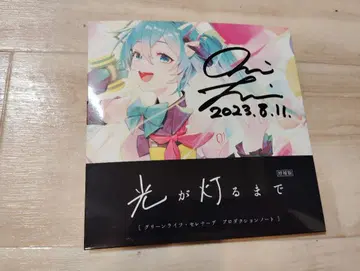 2023.8.11.
増補版
光が灯るまで
[ グリーンライツ・セレナーデ プロダクションノート ]